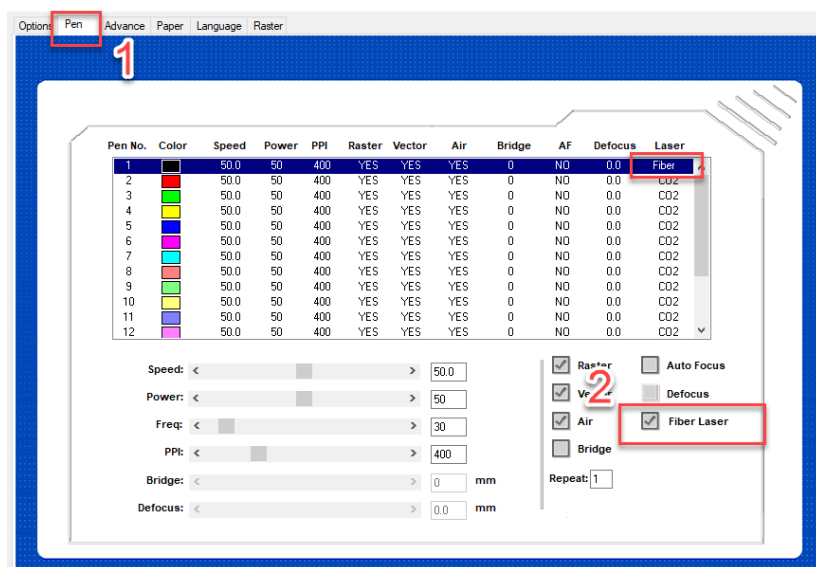 Options Pen Advance Paper Language Raster
1
Pen No. Color Speed Power PPI Raster Vector Air Bridge AF Defocus Laser
1 50.0 50 400 YES YES YES 0 NO 0.0 Fiber
2 50.0 50 400 YES YES YES 0 NO 0.0 CO2
3 50.0 50 400 YES YES YES 0 NO 0.0 CO2
4 50.0 50 400 YES YES YES 0 NO 0.0 CO2
5 50.0 50 400 YES YES YES 0 NO 0.0 CO2
6 50.0 50 400 YES YES YES 0 NO 0.0 CO2
7 50.0 50 400 YES YES YES 0 NO 0.0 CO2
8 50.0 50 400 YES YES YES 0 NO 0.0 CO2
9 50.0 50 400 YES YES YES 0 NO 0.0 CO2
10 50.0 50 400 YES YES YES 0 NO 0.0 CO2
11 50.0 50 400 YES YES YES 0 NO 0.0 CO2
12 50.0 50 400 YES YES YES 0 NO 0.0 CO2
Speed: 50.0
Power: 50
Freq: 30
PPI: 400
Bridge: 0 mm
Defocus: 0.0 mm
Raster Auto Focus
2
Vector Defocus
Air Fiber Laser
Bridge
Repeat: 1